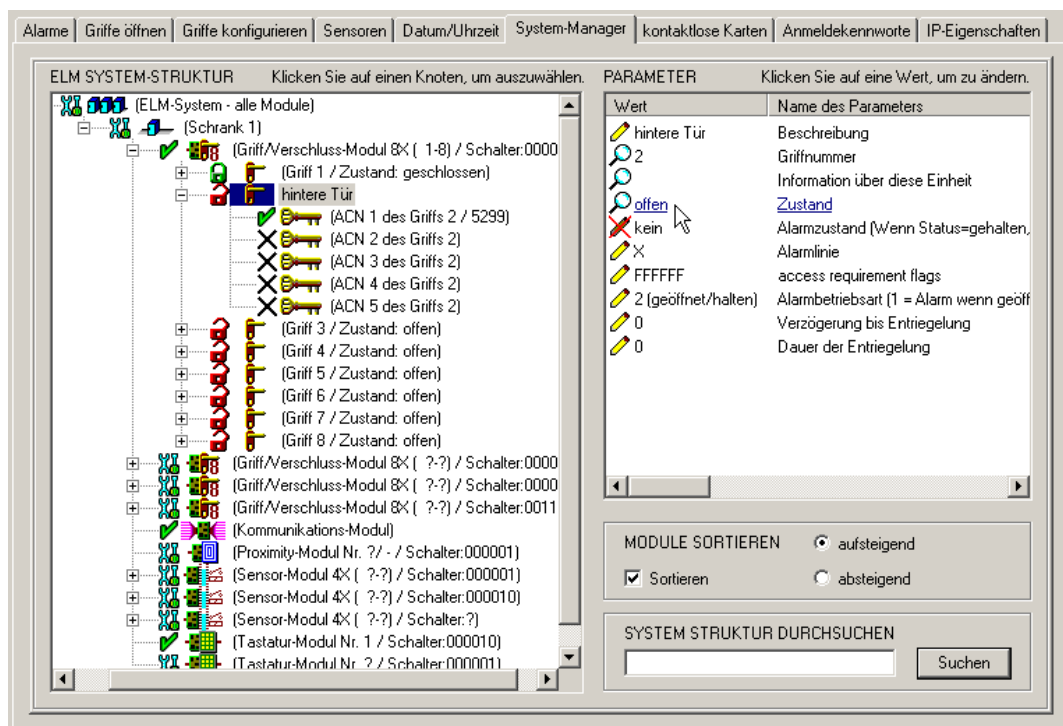 Alarme Griffe öffnen Griffe konfigurieren Sensoren Datum/Uhrzeit System-Manager kontaktlose Karten Anmeldekennworte IP-Eigenschaften
ELM SYSTEM-STRUKTUR Klicken Sie auf einen Knoten, um auszuwählen.
(ELM-System - alle Module)
(Schrank 1)
(Griff/Verschluss-Modul 8X ( 1-8) / Schalter:0000
(Griff 1 / Zustand: geschlossen)
hintere Tür
(ACN 1 des Griffs 2 / 5299)
(ACN 2 des Griffs 2)
(ACN 3 des Griffs 2)
(ACN 4 des Griffs 2)
(ACN 5 des Griffs 2)
(Griff 3 / Zustand: offen)
(Griff 4 / Zustand: offen)
(Griff 5 / Zustand: offen)
(Griff 6 / Zustand: offen)
(Griff 7 / Zustand: offen)
(Griff 8 / Zustand: offen)
(Griff/Verschluss-Modul 8X ( ?-?) / Schalter:0000
(Griff/Verschluss-Modul 8X ( ?-?) / Schalter:0000
(Griff/Verschluss-Modul 8X ( ?-?) / Schalter:0011
(Kommunikations-Modul)
(Proximity-Modul Nr. ?/ - / Schalter:000001)
(Sensor-Modul 4X ( ?-?) / Schalter:000001)
(Sensor-Modul 4X ( ?-?) / Schalter:000010)
(Sensor-Modul 4X ( ?-?) / Schalter:?)
(Tastatur-Modul Nr. 1 / Schalter:000010)
(Tastatur-Modul Nr. ? / Schalter:000001)
PARAMETER Klicken Sie auf eine Wert, um zu ändern.
Wert Name des Parameters
hintere Tür Beschreibung
2 Griffnummer
Information über diese Einheit
offen Zustand
kein Alarmzustand (Wenn Status=gehalten,
X Alarmlinie
FFFFFF access requirement flags
2 (geöffnet/halten) Alarmbetriebsart (1 = Alarm wenn geöff
0 Verzögerung bis Entriegelung
0 Dauer der Entriegelung
MODULE SORTIEREN aufsteigend
Sortieren absteigend
SYSTEM STRUKTUR DURCHSUCHEN
Suchen